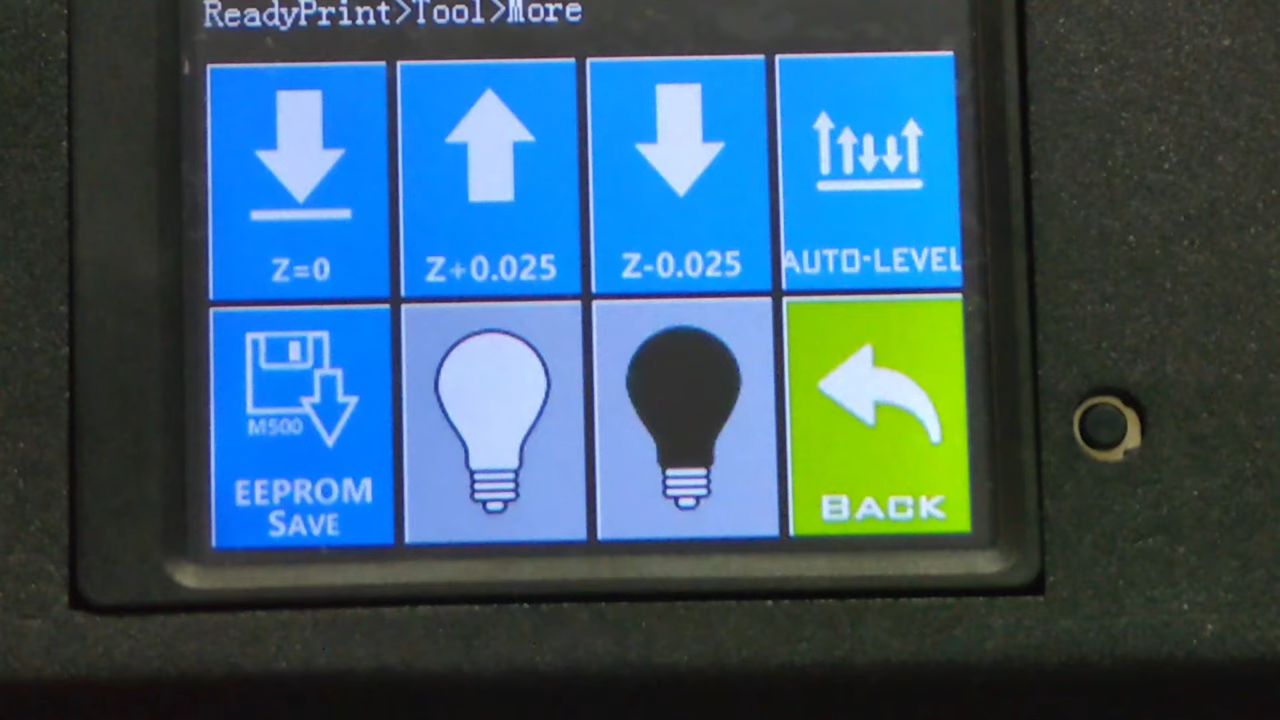 ReadyPrint>Tool>More
Z=0
Z+0.025
Z-0.025
AUTO-LEVEL
M500
EEPROM
SAVE
BACK